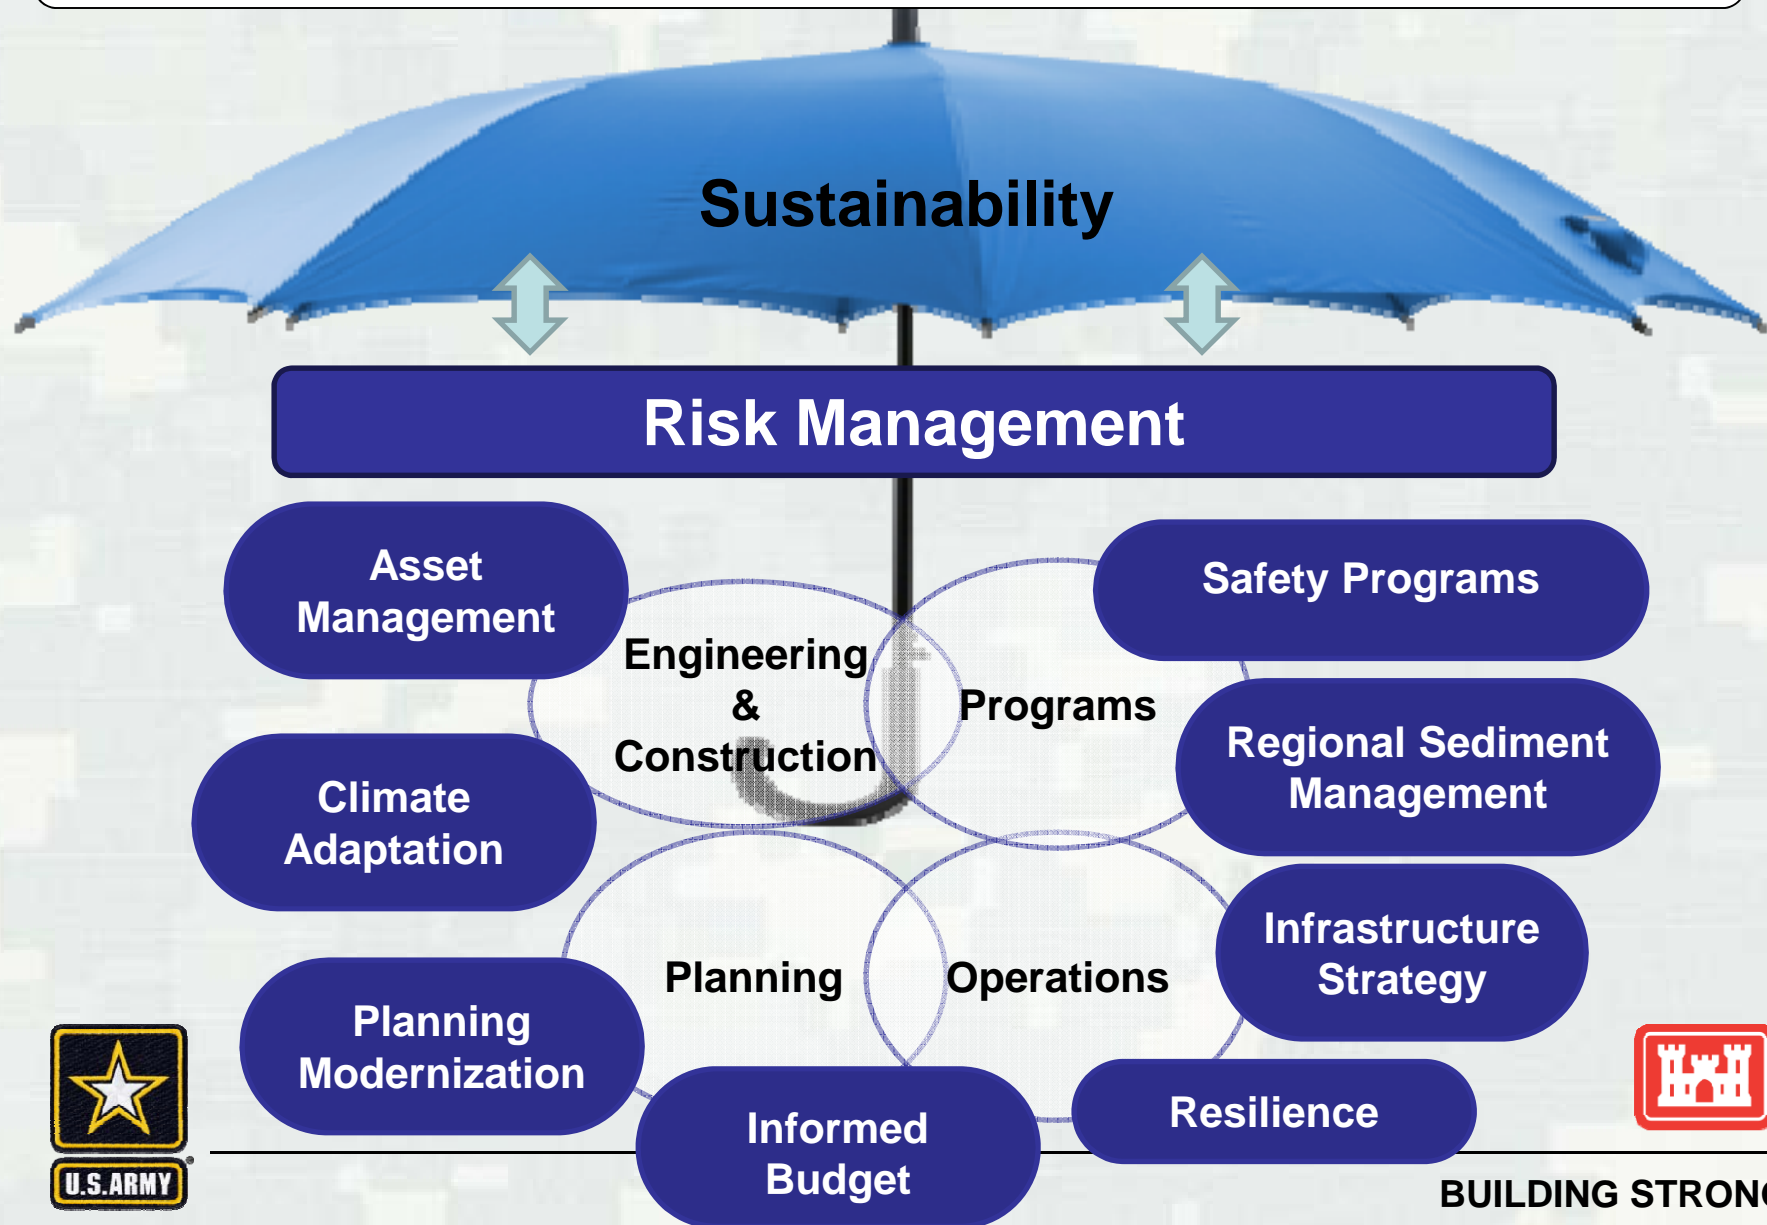 Sustainability
Risk Management
Asset
Management
Safety Programs
Engineering
&
Construction
Programs
Regional Sediment
Management
Climate
Adaptation
Infrastructure
Strategy
Planning
Operations
Planning
Modernization
Resilience
Informed
Budget
U.S.ARMY
BUILDING STRONG